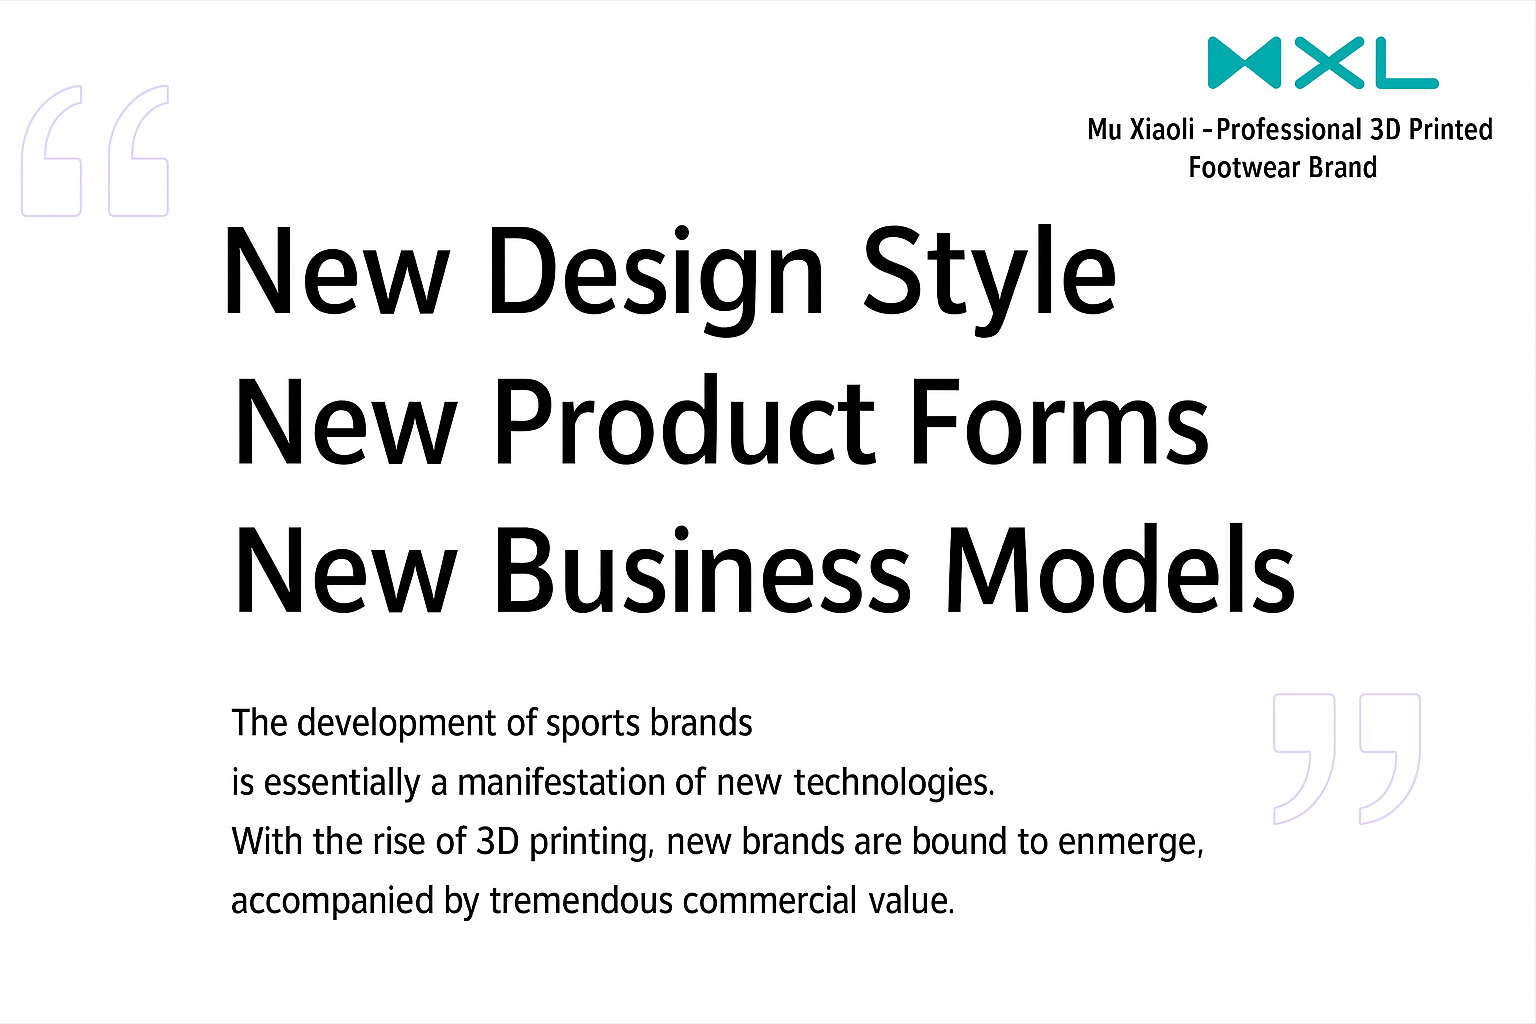 MXL
Mu Xiaoli -Professional 3D Printed
Footwear Brand
New Design Style
New Product Forms
New Business Models
The development of sports brands
is essentially a manifestation of new technologies.
With the rise of 3D printing, new brands are bound to enmerge,
accompanied by tremendous commercial value.